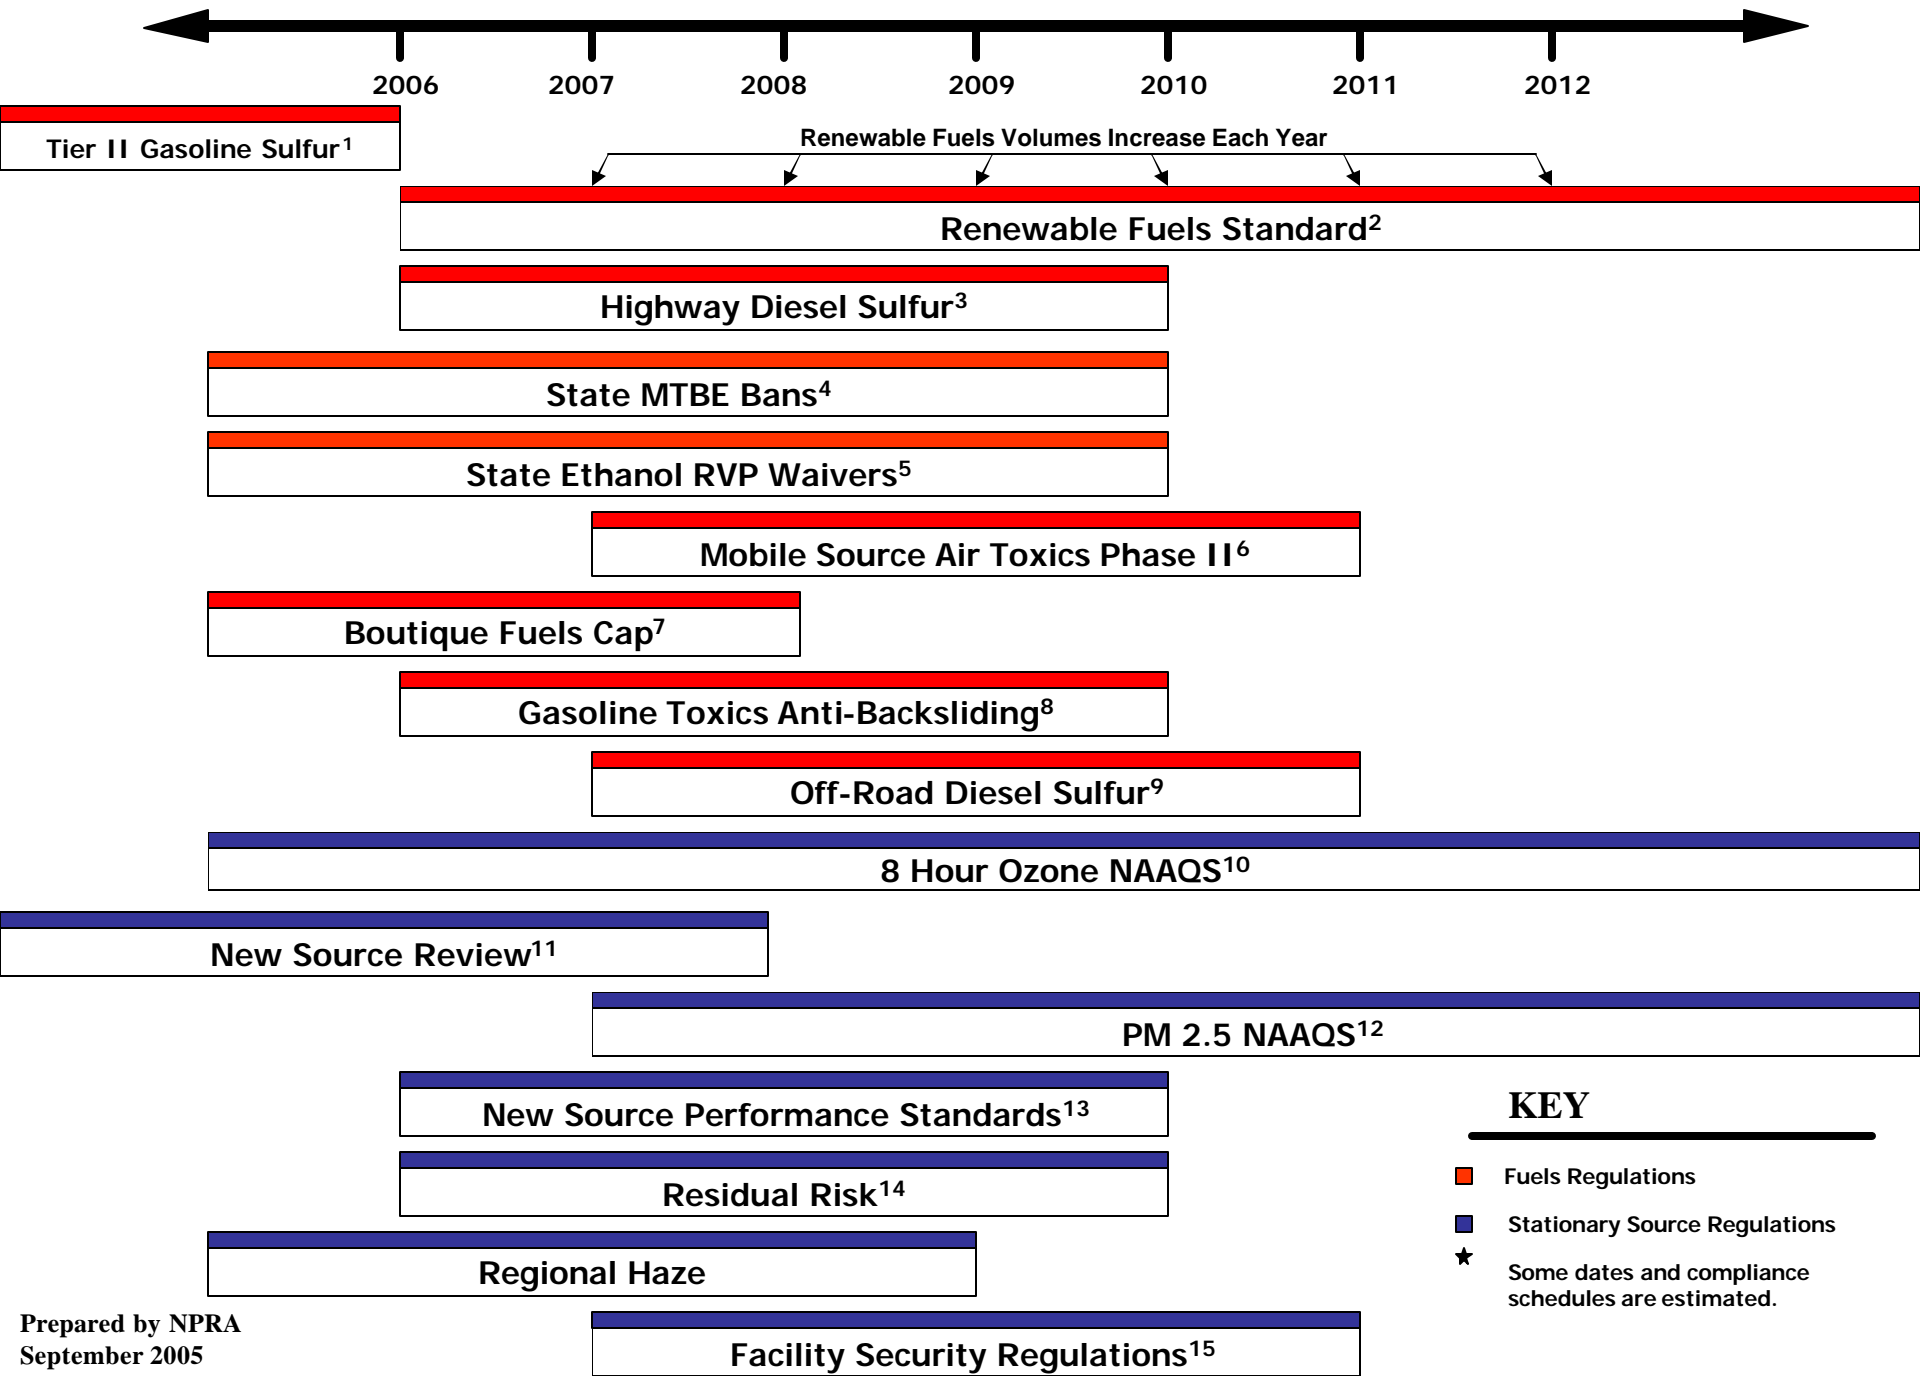 2006 2007 2008 2009 2010 2011 2012
Tier II Gasoline Sulfur¹
Renewable Fuels Volumes Increase Each Year
Renewable Fuels Standard²
Highway Diesel Sulfur³
State MTBE Bans⁴
State Ethanol RVP Waivers⁵
Mobile Source Air Toxics Phase II⁶
Boutique Fuels Cap⁷
Gasoline Toxics Anti-Backsliding⁸
Off-Road Diesel Sulfur⁹
8 Hour Ozone NAAQS¹⁰
New Source Review¹¹
PM 2.5 NAAQS¹²
New Source Performance Standards¹³
Residual Risk¹⁴
Regional Haze
Facility Security Regulations¹⁵
KEY
Fuels Regulations
Stationary Source Regulations
Some dates and compliance
schedules are estimated.
Prepared by NPRA
September 2005